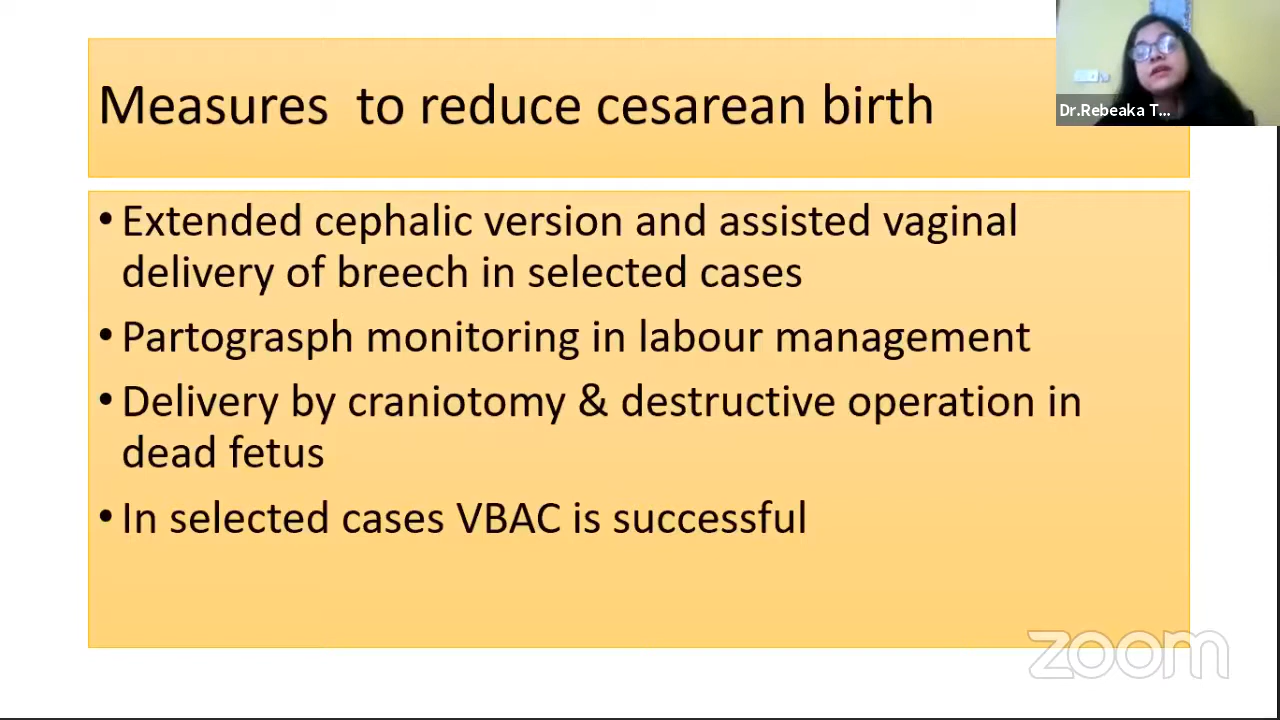 Measures to reduce cesarean birth
Dr.Rebeaka T...
• Extended cephalic version and assisted vaginal
delivery of breech in selected cases
• Partograsph monitoring in labour management
• Delivery by craniotomy & destructive operation in
dead fetus
• In selected cases VBAC is successful
zoom